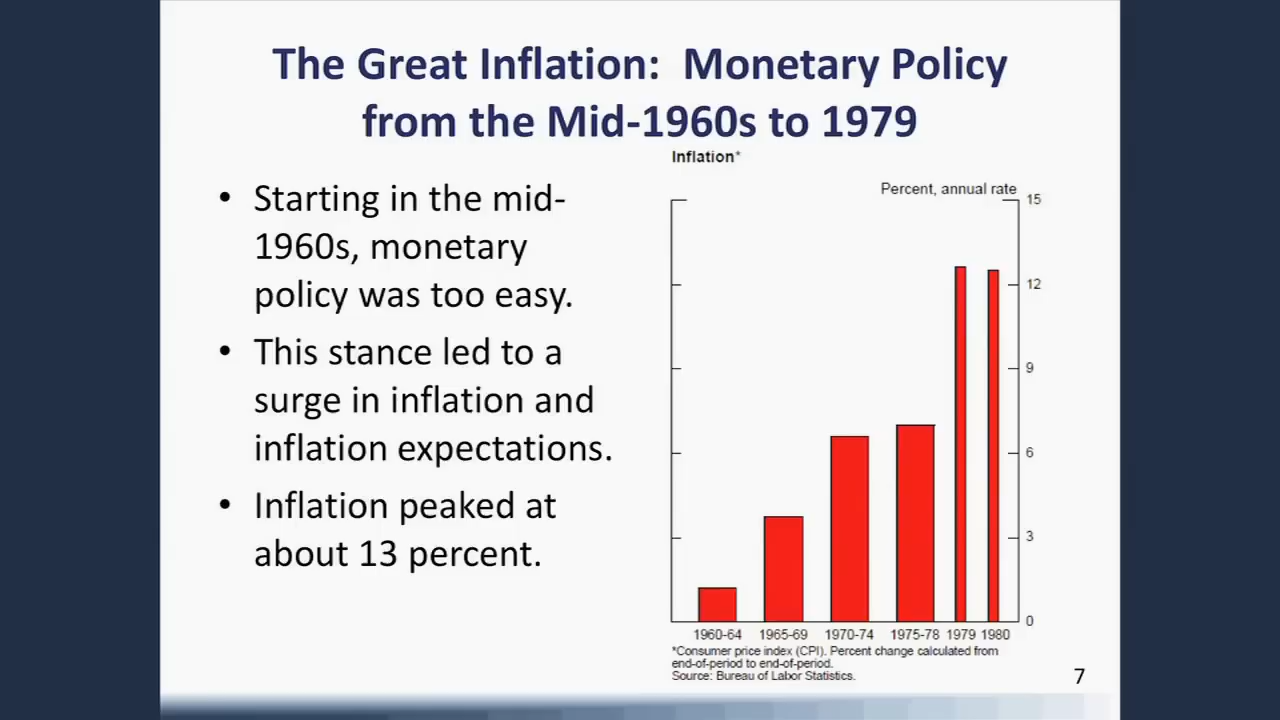 The Great Inflation: Monetary Policy
from the Mid-1960s to 1979
• Starting in the mid-
1960s, monetary
policy was too easy.
• This stance led to a
surge in inflation and
inflation expectations.
• Inflation peaked at
about 13 percent.
Inflation*
Percent, annual rate
15
12
9
6
3
0
1960-64 1965-69 1970-74 1975-78 1979 1980
*Consumer price index (CPI). Percent change calculated from
end-of-period to end-of-period.
Source: Bureau of Labor Statistics.
7